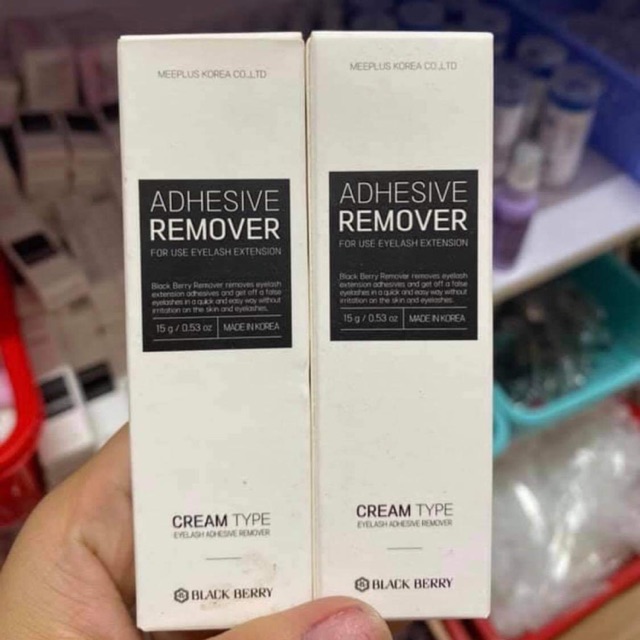 MEEPLUS KOREA CO.,LTD
ADHESIVE
REMOVER
FOR USE EYELASH EXTENSION
Black Berry Remover removes eyelash
extension adhesives and get off a false
eyelashes in a quick and easy way without
irritation on the skin and eyelashes.
15 g / 0.53 oz MADE IN KOREA
CREAM TYPE
EYELASH ADHESIVE REMOVER
BLACK BERRY
MEEPLUS KOREA CO.,LTD
ADHESIVE
REMOVER
FOR USE EYELASH EXTENSION
Black Berry Remover removes eyelash
extension adhesives and get off a false
eyelashes in a quick and easy way without
irritation on the skin and eyelashes.
15 g / 0.53 oz MADE IN KOREA
CREAM TYPE
EYELASH ADHESIVE REMOVER
BLACK BERRY